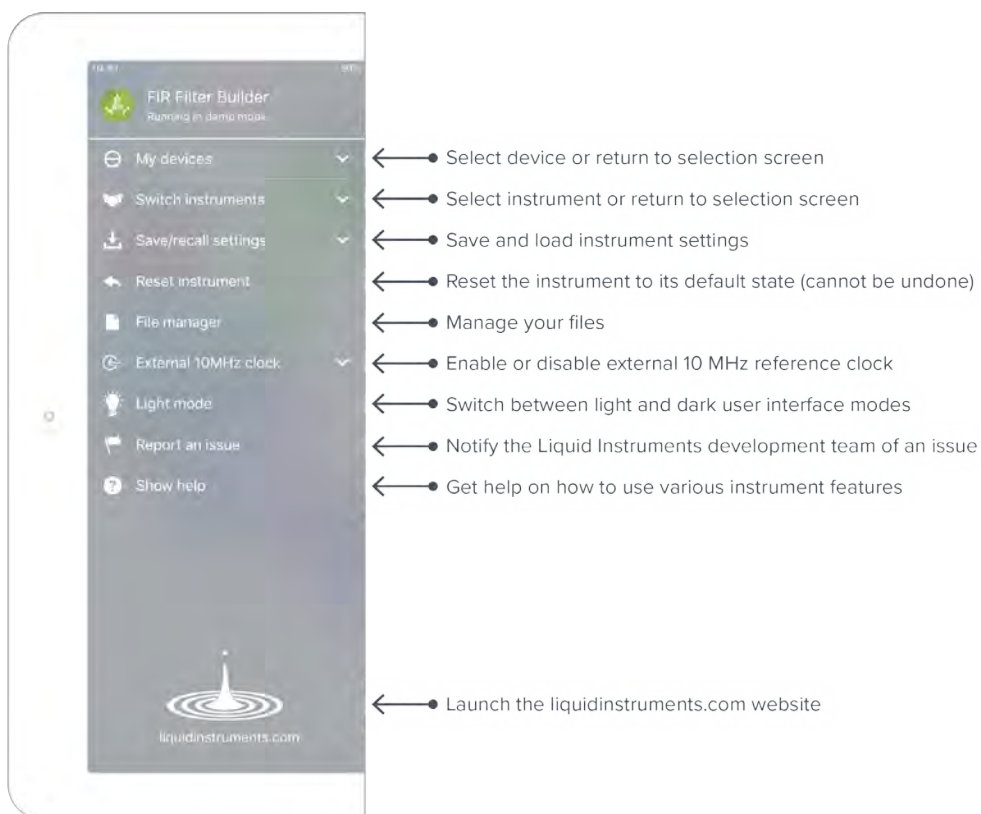 FIR Filter Builder
Running in demo mode
My devices
Select device or return to selection screen
Switch instruments
Select instrument or return to selection screen
Save/recall settings
Save and load instrument settings
Reset instrument
Reset the instrument to its default state (cannot be undone)
File manager
Manage your files
External 10MHz clock
Enable or disable external 10 MHz reference clock
Light mode
Switch between light and dark user interface modes
Report an issue
Notify the Liquid Instruments development team of an issue
Show help
Get help on how to use various instrument features
Launch the liquidinstruments.com website
liquidinstruments.com